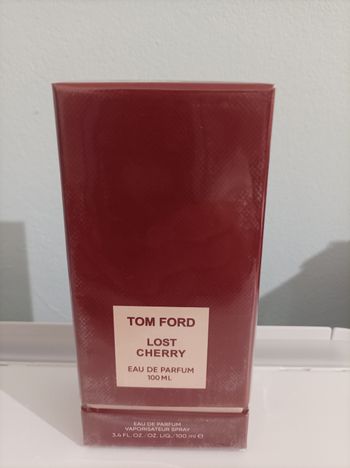 TOM FORD
LOST
CHERRY
EAU DE PARFUM
100 ML
EAU DE PARFUM
VAPORISATEUR SPRAY
3.4 FL. OZ./OZ. LIQ./100 ml ℮